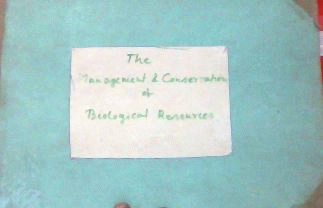 The
Management & Conservation
of
Biological Resources